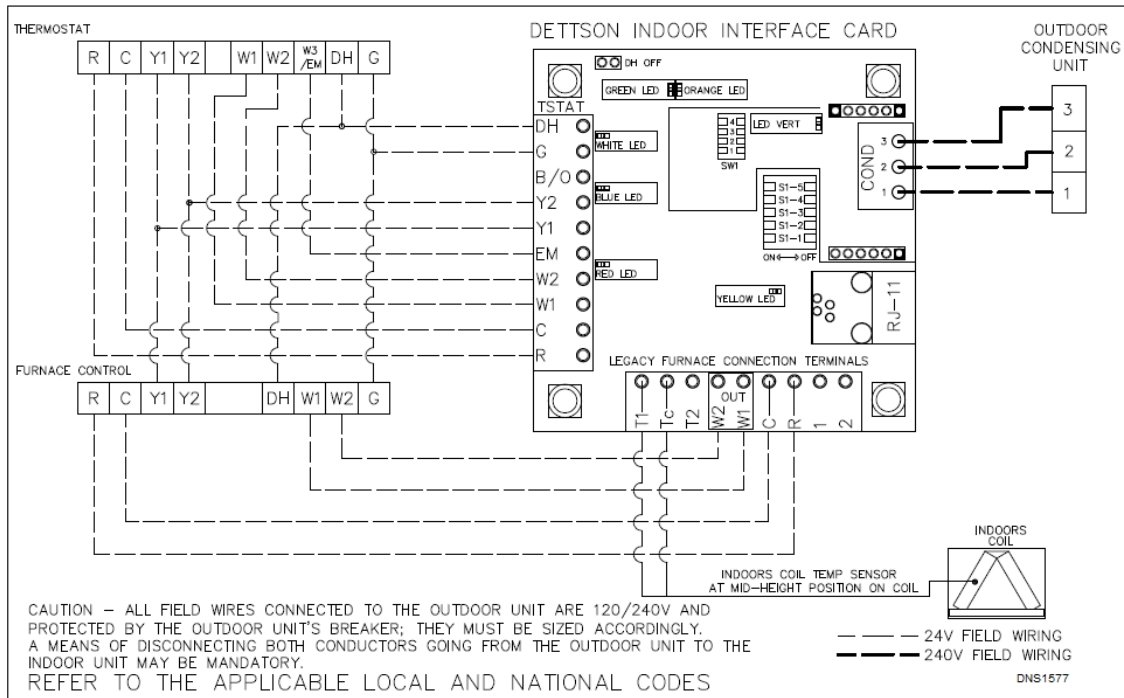 THERMOSTAT
R C Y1 Y2 W1 W2 W3/EM DH G
DETTSON INDOOR INTERFACE CARD
OUTDOOR
CONDENSING
UNIT
3
2
1
DH OFF
GREEN LED
ORANGE LED
TSTAT
DH
G
B/O
Y2
Y1
EM
W2
W1
C
R
WHITE LED
BLUE LED
RED LED
4
3
2
1
SW1
LED VERT
S1-5
S1-4
S1-3
S1-2
S1-1
ON <—> OFF
COND
3
2
1
YELLOW LED
RJ-11
LEGACY FURNACE CONNECTION TERMINALS
OUT
T1 Tc T2 W2 W1 C R 1 2
FURNACE CONTROL
R C Y1 Y2 DH W1 W2 G
INDOORS
COIL
INDOORS COIL TEMP SENSOR
AT MID-HEIGHT POSITION ON COIL
CAUTION – ALL FIELD WIRES CONNECTED TO THE OUTDOOR UNIT ARE 120/240V AND
PROTECTED BY THE OUTDOOR UNIT'S BREAKER; THEY MUST BE SIZED ACCORDINGLY.
A MEANS OF DISCONNECTING BOTH CONDUCTORS GOING FROM THE OUTDOOR UNIT TO THE
INDOOR UNIT MAY BE MANDATORY.
REFER TO THE APPLICABLE LOCAL AND NATIONAL CODES
24V FIELD WIRING
240V FIELD WIRING
DNS1577